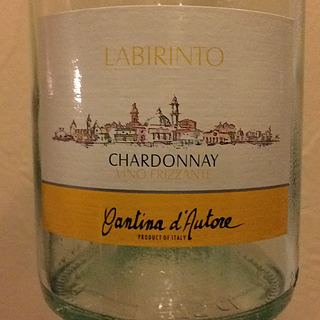 LABIRINTO
CHARDONNAY
VINO FRIZZANTE
Cantina d'Autore
PRODUCT OF ITALY